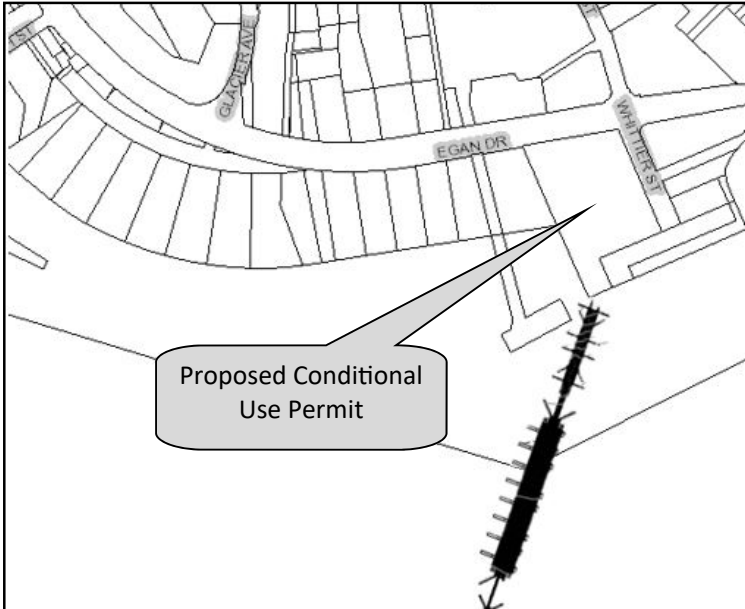 GLACIER AVE
EGAN DR
WHITTIER ST
Proposed Conditional
Use Permit